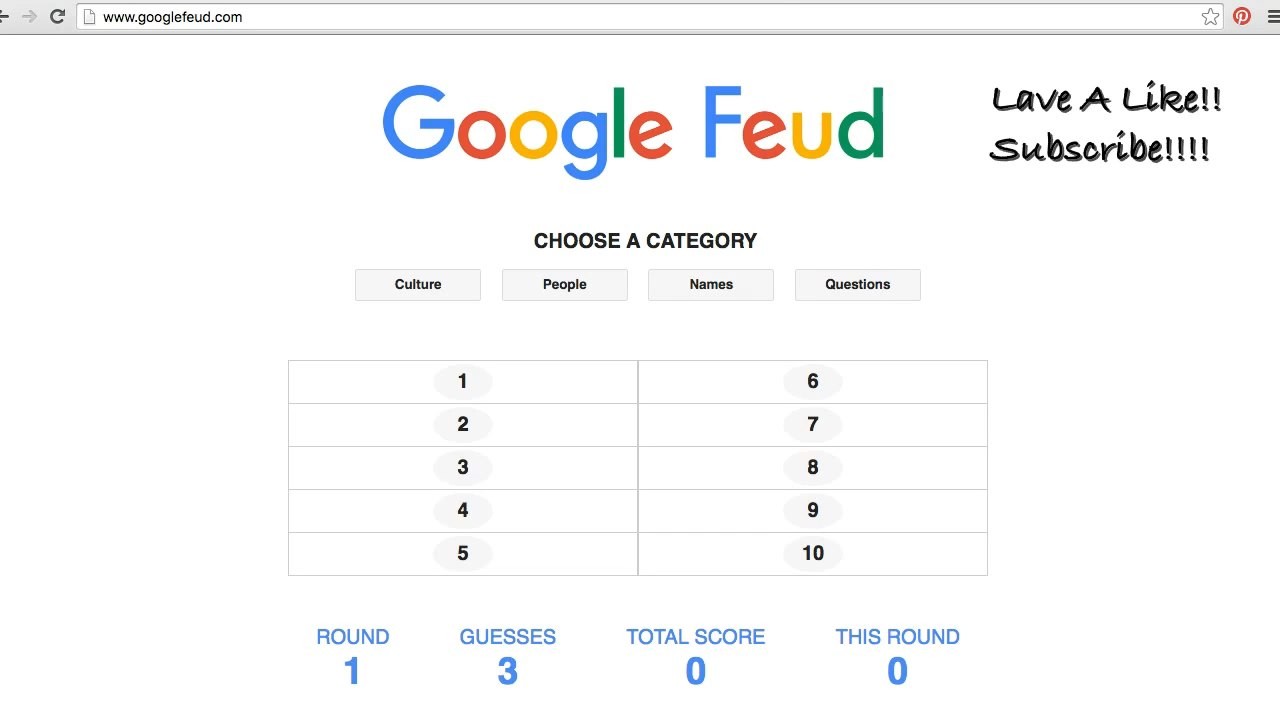 www.googlefeud.com
Google Feud
Lave A Like!!
Subscribe!!!!
CHOOSE A CATEGORY
Culture People Names Questions
1 6
2 7
3 8
4 9
5 10
ROUND GUESSES TOTAL SCORE THIS ROUND
1 3 0 0